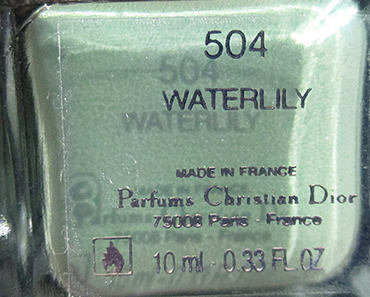 504
WATERLILY
MADE IN FRANCE
Parfums Christian Dior
75008 Paris - France
10 ml - 0.33 FL.OZ